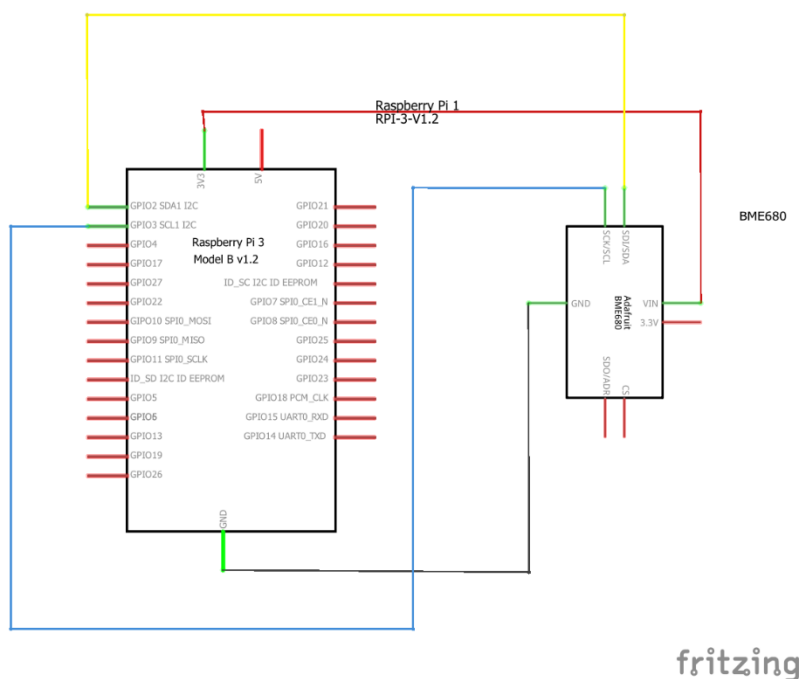 Raspberry Pi 1
RPI-3-V1.2
3V3
5V
GPIO2 SDA1 I2C
GPIO3 SCL1 I2C
GPIO4
GPIO17
GPIO27
GPIO22
GIPO10 SPI0_MOSI
GPIO9 SPI0_MISO
GPIO11 SPI0_SCLK
ID_SD I2C ID EEPROM
GPIO5
GPIO6
GPIO13
GPIO19
GPIO26
Raspberry Pi 3
Model B v1.2
GPIO21
GPIO20
GPIO16
GPIO12
ID_SC I2C ID EEPROM
GPIO7 SPI0_CE1_N
GPIO8 SPI0_CE0_N
GPIO25
GPIO24
GPIO23
GPIO18 PCM_CLK
GPIO15 UART0_RXD
GPIO14 UART0_TXD
GND
BME680
SCK/SCL
SDI/SDA
GND
Adafruit
BME680
VIN
3.3V
SDO/ADR
CS
fritzing